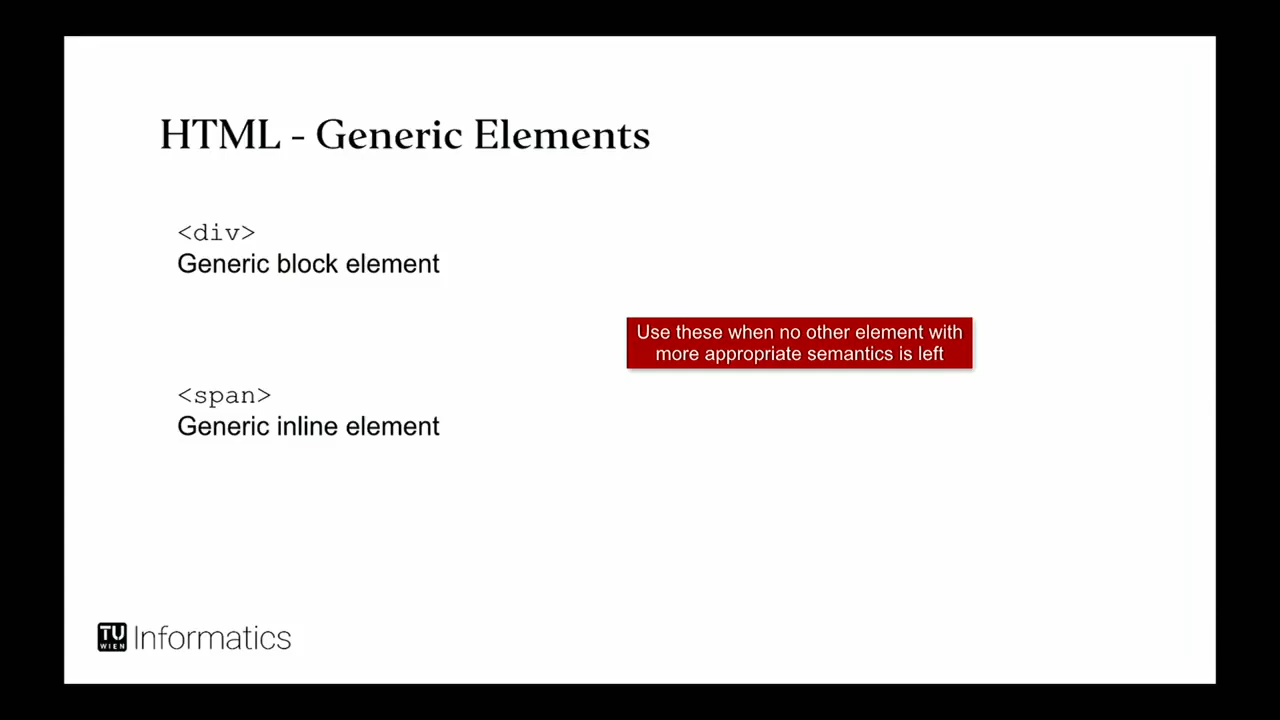 HTML - Generic Elements
<div>
Generic block element
Use these when no other element with
more appropriate semantics is left
<span>
Generic inline element
TU
WIEN
Informatics